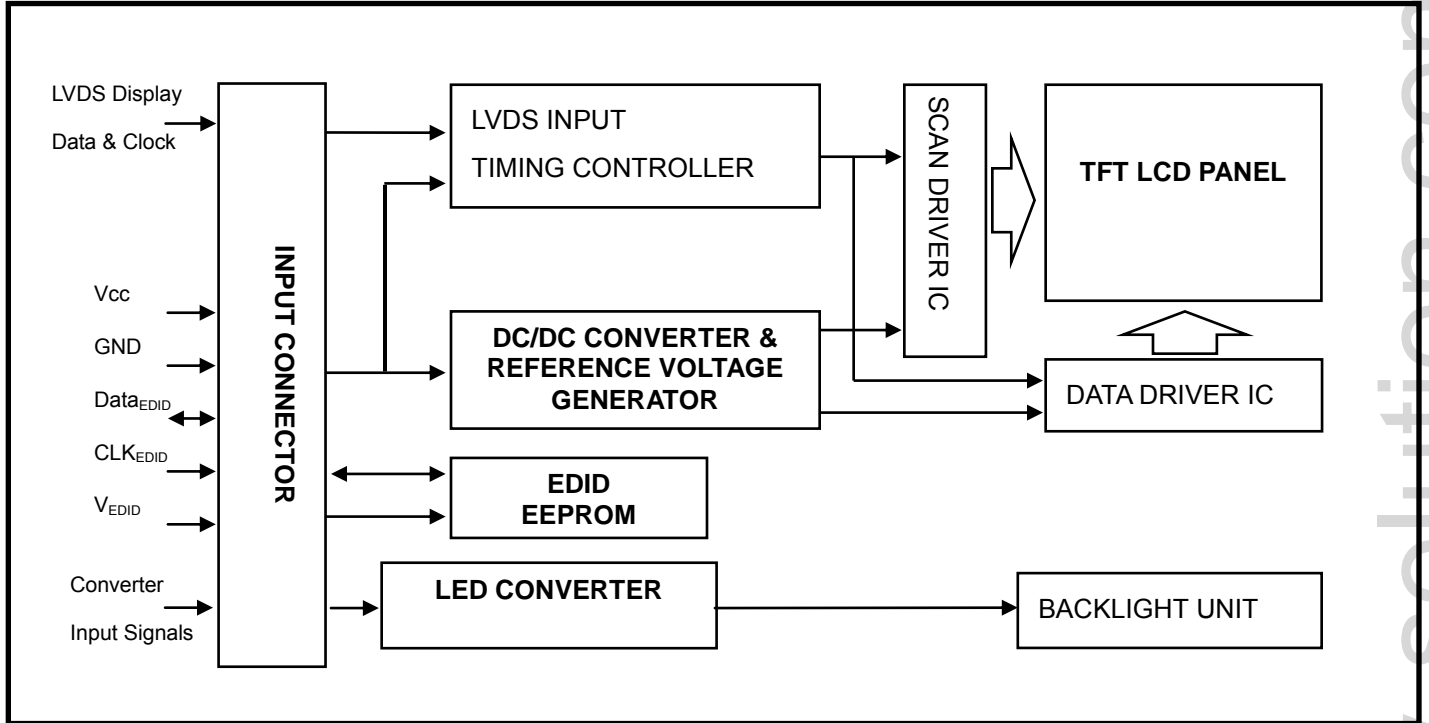 LVDS Display
Data & Clock
Vcc
GND
DataEDID
CLKEDID
VEDID
Converter
Input Signals
INPUT CONNECTOR
LVDS INPUT
TIMING CONTROLLER
DC/DC CONVERTER &
REFERENCE VOLTAGE
GENERATOR
EDID
EEPROM
LED CONVERTER
SCAN DRIVER IC
TFT LCD PANEL
DATA DRIVER IC
BACKLIGHT UNIT
solution